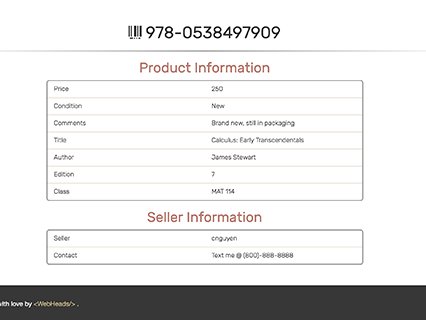 978-0538497909
Product Information
Price 250
Condition New
Comments Brand new, still in packaging
Title Calculus: Early Transcendentals
Author James Stewart
Edition 7
Class MAT 114
Seller Information
Seller cnguyen
Contact Text me @ (800)-888-8888
ith love by <WebHeads/> .